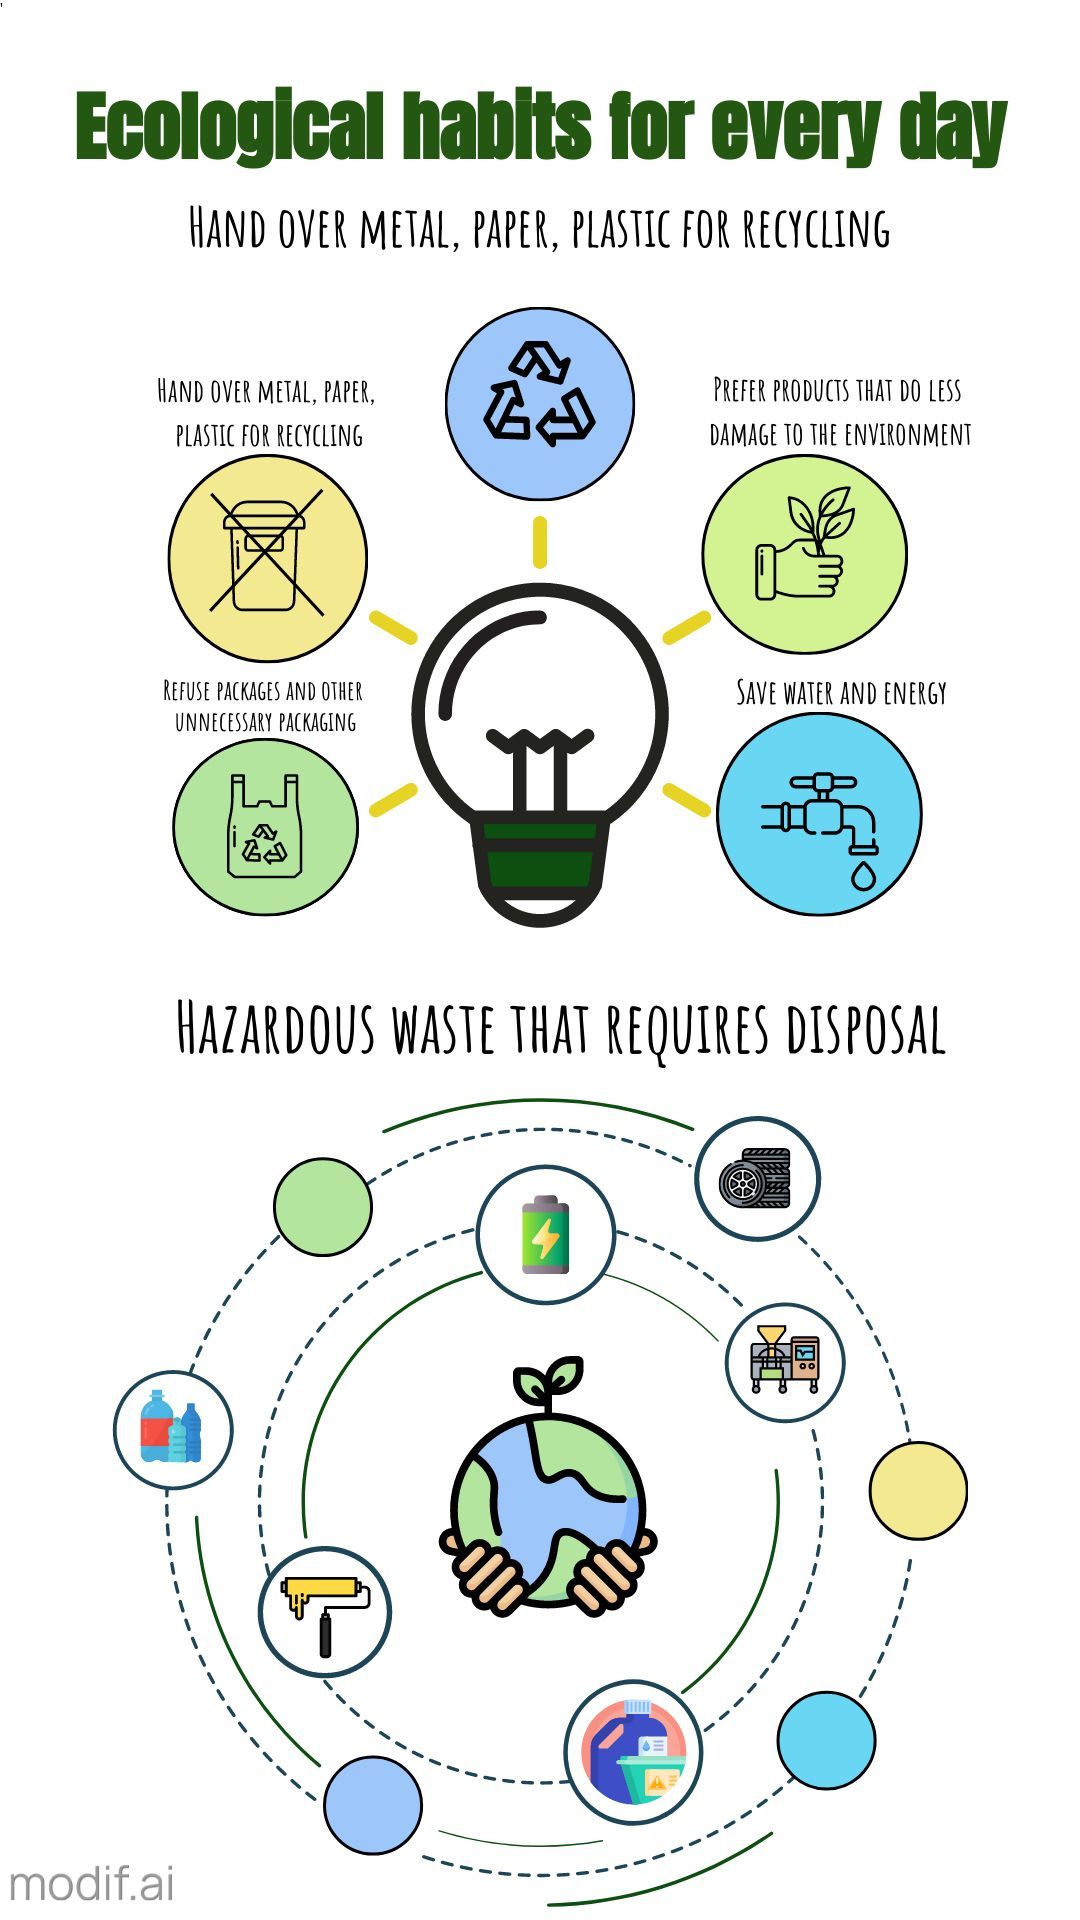 Ecological habits for every day
HAND OVER METAL, PAPER, PLASTIC FOR RECYCLING
HAND OVER METAL, PAPER,
PLASTIC FOR RECYCLING
PREFER PRODUCTS THAT DO LESS
DAMAGE TO THE ENVIRONMENT
REFUSE PACKAGES AND OTHER
UNNECESSARY PACKAGING
SAVE WATER AND ENERGY
HAZARDOUS WASTE THAT REQUIRES DISPOSAL
modif.ai